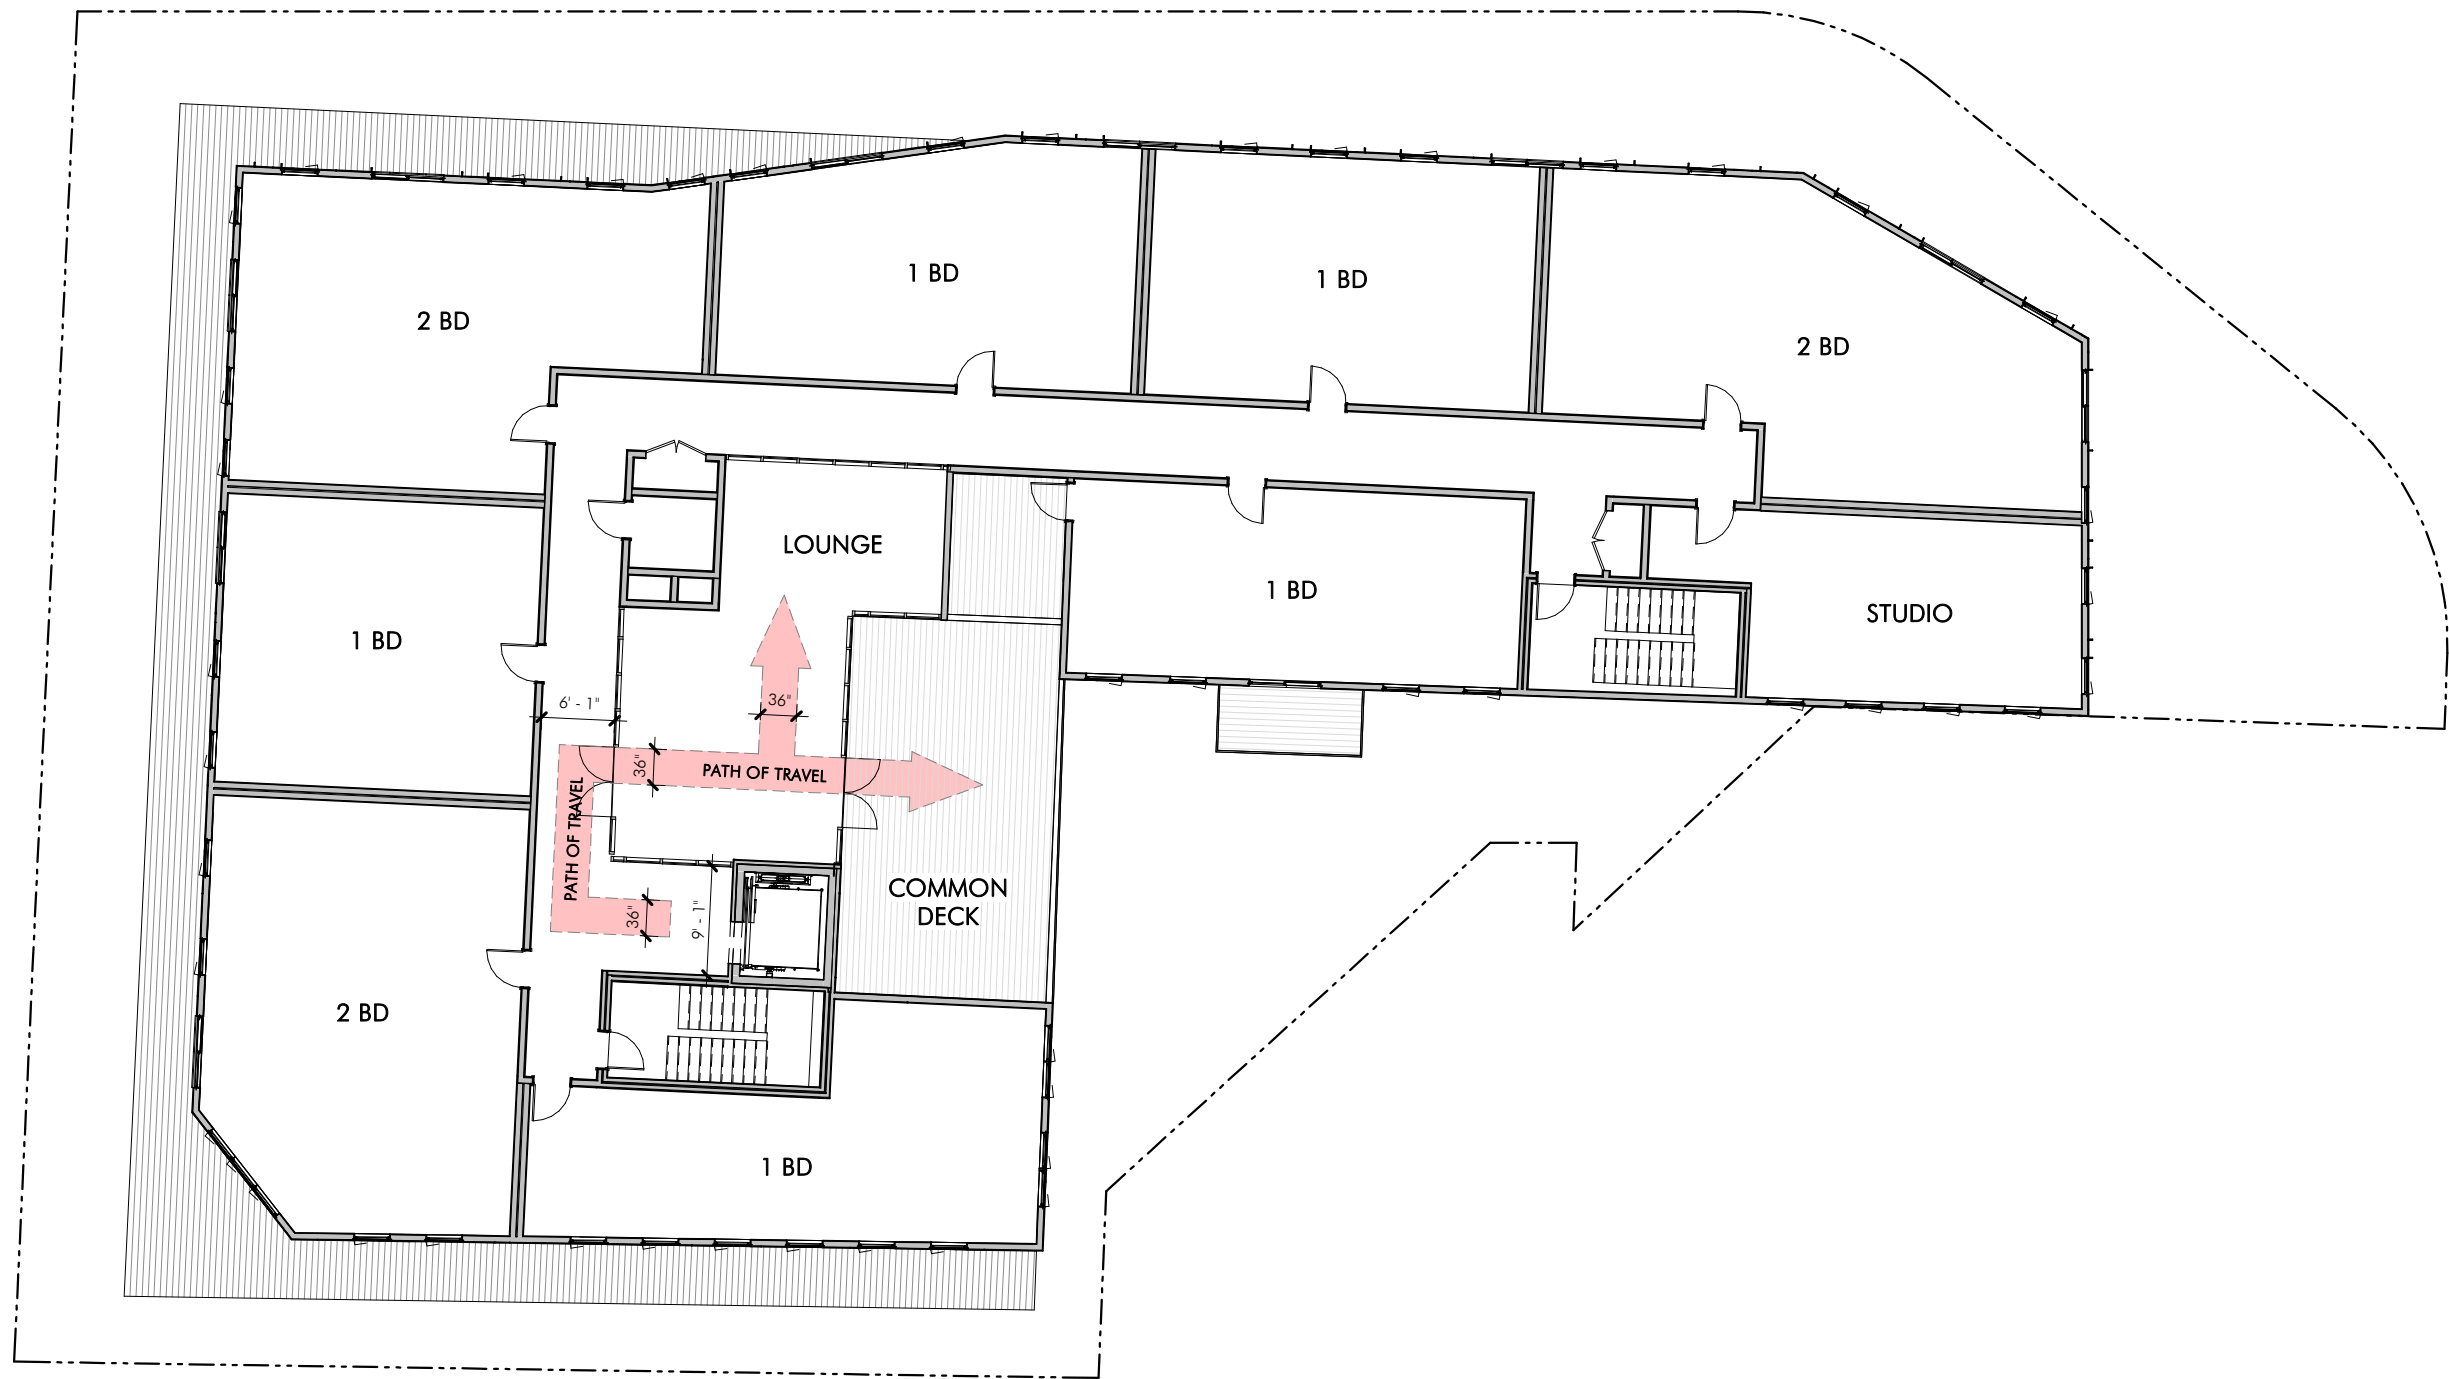 1 BD
1 BD
2 BD
2 BD
LOUNGE
1 BD
STUDIO
1 BD
6' - 1"
36"
36"
PATH OF TRAVEL
PATH OF TRAVEL
36"
9' - 1"
COMMON
DECK
2 BD
1 BD